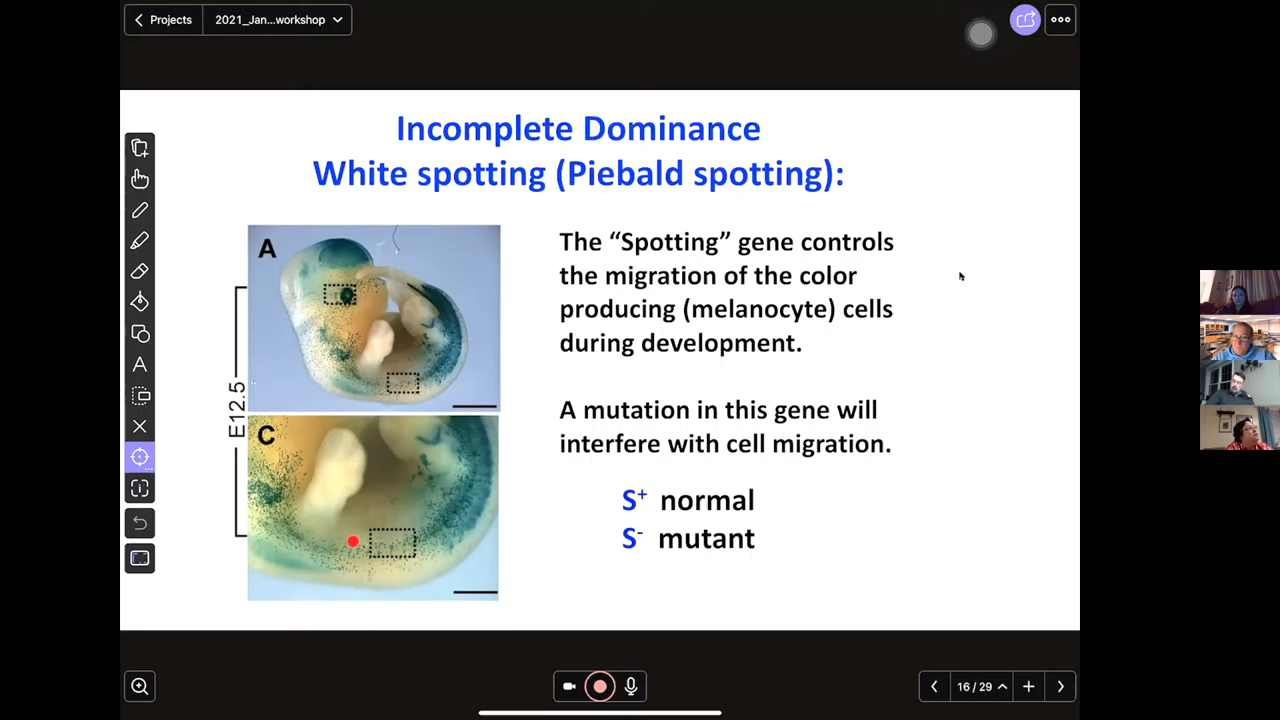 Projects
2021_Jan...workshop
Incomplete Dominance
White spotting (Piebald spotting):
A
C
E12.5
The “Spotting” gene controls
the migration of the color
producing (melanocyte) cells
during development.
A mutation in this gene will
interfere with cell migration.
S+ normal
S- mutant
A
16 / 29